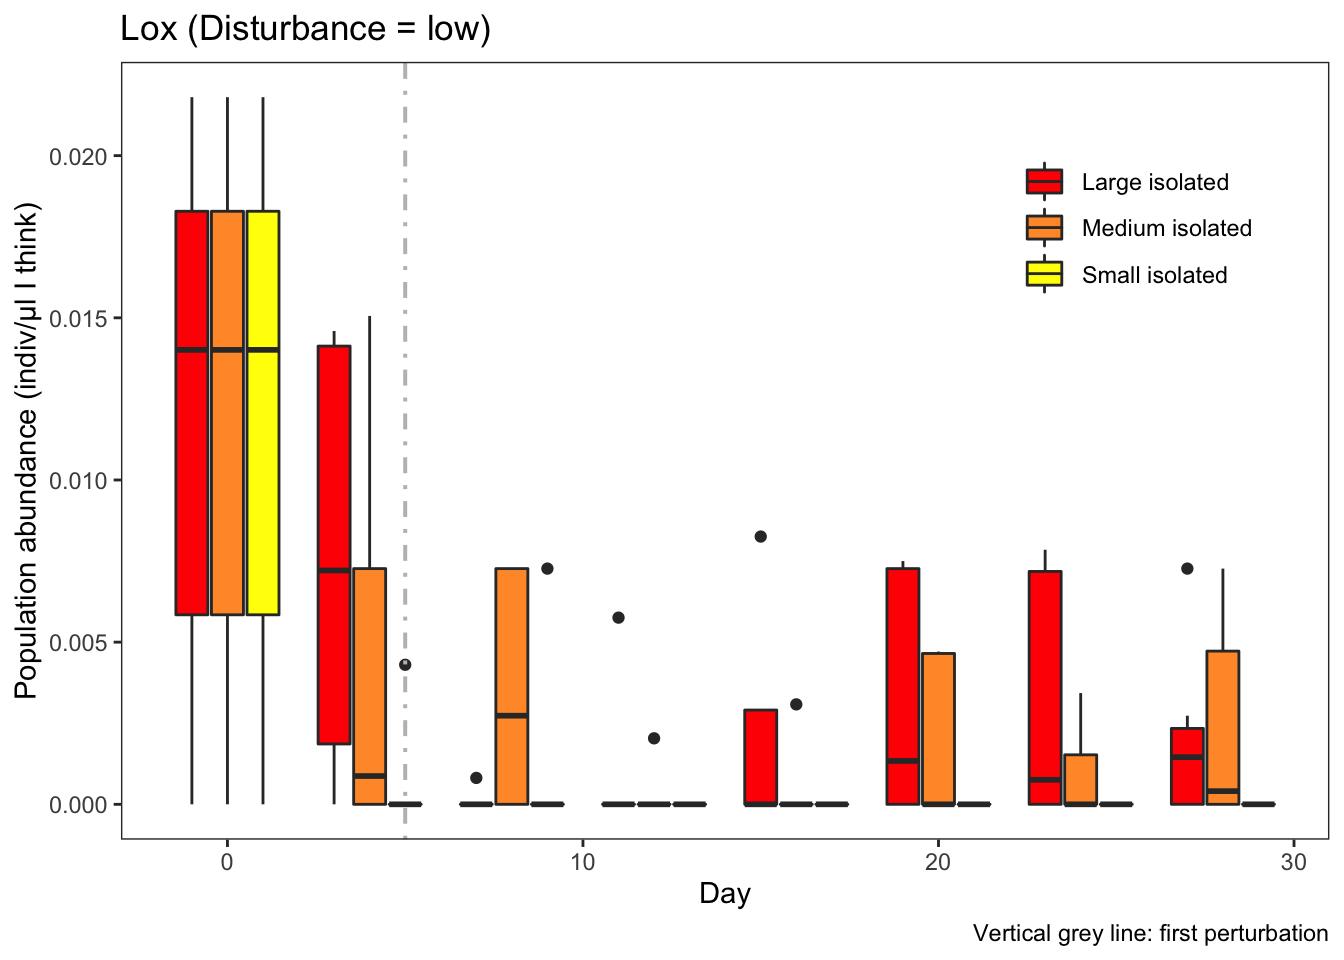 Lox (Disturbance = low)
Population abundance (indiv/μl I think)
0.020
0.015
0.010
0.005
0.000
Large isolated
Medium isolated
Small isolated
0
10
20
30
Day
Vertical grey line: first perturbation